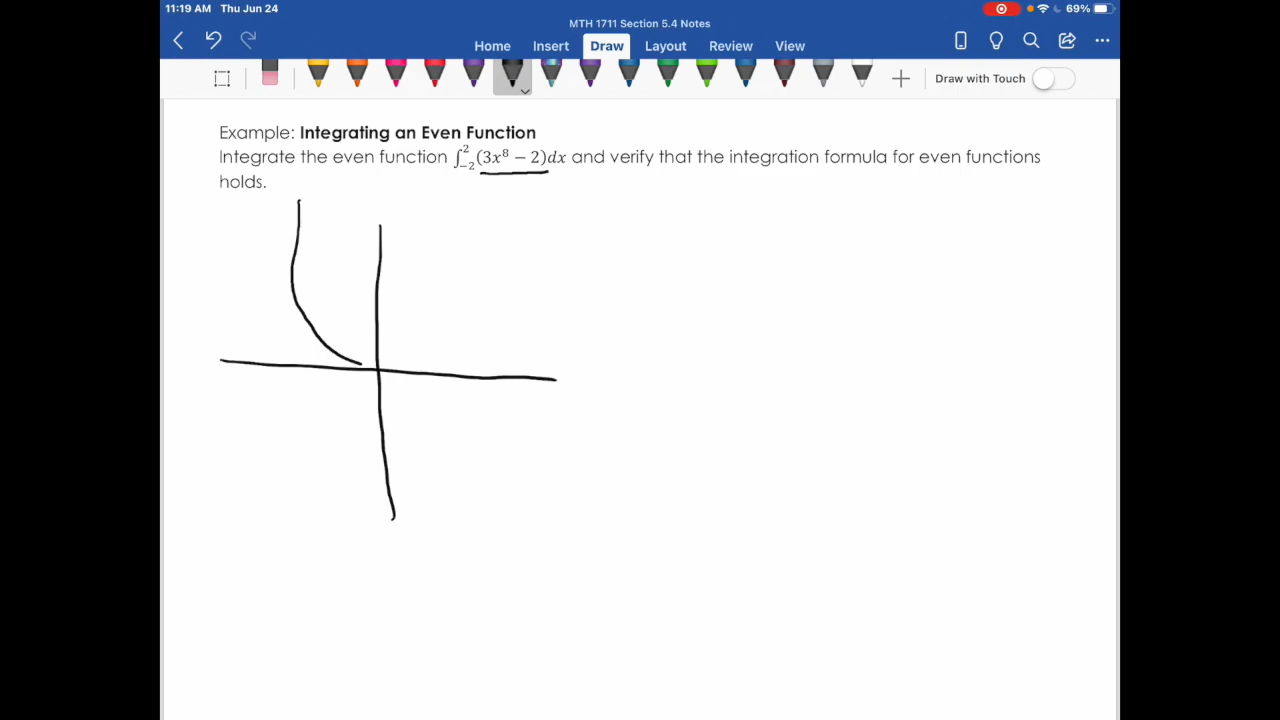 11:19 AM Thu Jun 24
69%
MTH 1711 Section 5.4 Notes
Home Insert Draw Layout Review View
Draw with Touch
Example: Integrating an Even Function
Integrate the even function ∫₋₂² (3x⁸ − 2)dx and verify that the integration formula for even functions
holds.